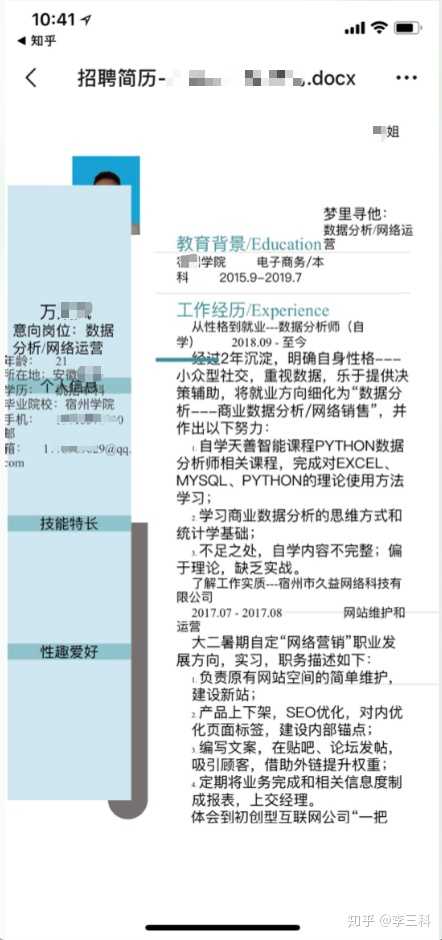 10:41
知乎
招聘简历- .docx
姐
梦里寻他：
数据分析/网络运
营
教育背景/Education
学院 电子商务/本
科 2015.9-2019.7
工作经历/Experience
从性格到就业---数据分析师（自
学） 2018.09 - 至今
经过2年沉淀，明确自身性格---
小众型社交，重视数据，乐于提供决
策辅助，将就业方向细化为“数据分
析---商业数据分析/网络销售”，并
作出以下努力：
1. 自学天善智能课程PYTHON数据
分析师相关课程，完成对EXCEL、
MYSQL、PYTHON的理论使用方法
学习；
2. 学习商业数据分析的思维方式和
统计学基础；
3. 不足之处，自学内容不完整；偏
于理论，缺乏实战。
了解工作实质---宿州市久益网络科技有
限公司
2017.07 - 2017.08 网站维护和
运营
大二暑期自定“网络营销”职业发
展方向，实习，职务描述如下：
1. 负责原有网站空间的简单维护，
建设新站；
2. 产品上下架，SEO优化，对内优
化页面标签，建设内部锚点；
3. 编写文案，在贴吧、论坛发帖，
吸引顾客，借助外链提升权重；
4. 定期将业务完成和相关信息度制
成报表，上交经理。
体会到初创型互联网公司“一把
万
意向岗位：数据
分析/网络运营
年龄： 21
所在地：安徽
个人信息
学历： 本科
毕业院校：宿州学院
手机： 0
邮
箱： 1 029@qq.
com
技能特长
性趣爱好
知乎 @李三科